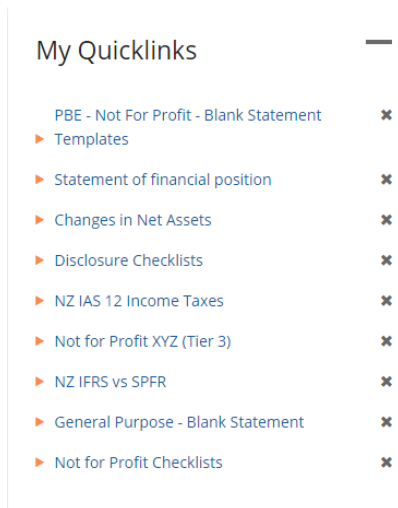 My Quicklinks
PBE - Not For Profit - Blank Statement
Templates
Statement of financial position
Changes in Net Assets
Disclosure Checklists
NZ IAS 12 Income Taxes
Not for Profit XYZ (Tier 3)
NZ IFRS vs SPFR
General Purpose - Blank Statement
Not for Profit Checklists